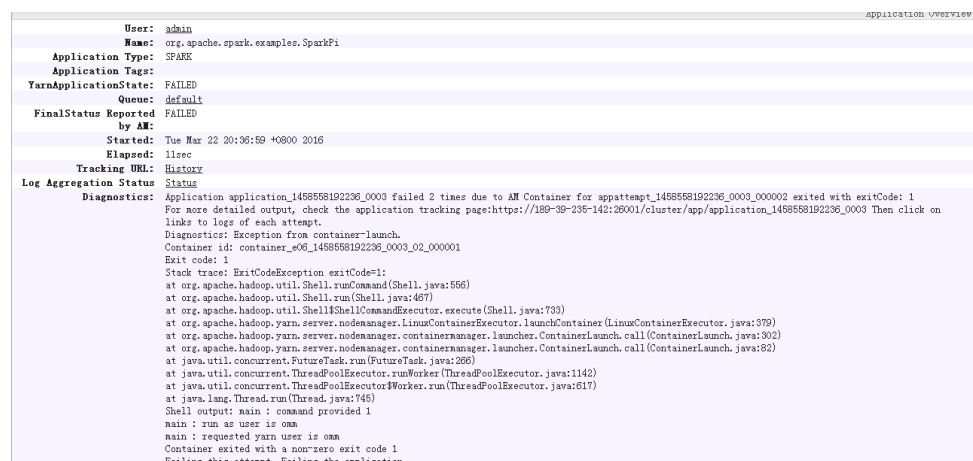 Application Overview
User: admin
Name: org.apache.spark.examples.SparkPi
Application Type: SPARK
Application Tags:
YarnApplicationState: FAILED
Queue: default
FinalStatus Reported by AM: FAILED
Started: Tue Mar 22 20:36:59 +0800 2016
Elapsed: 11sec
Tracking URL: History
Log Aggregation Status Status
Diagnostics: Application application_1458558192236_0003 failed 2 times due to AM Container for appattempt_1458558192236_0003_000002 exited with exitCode: 1
For more detailed output, check the application tracking page:https://189-39-235-142:26001/cluster/app/application_1458558192236_0003 Then click on
links to logs of each attempt.
Diagnostics: Exception from container-launch.
Container id: container_e06_1458558192236_0003_02_000001
Exit code: 1
Stack trace: ExitCodeException exitCode=1:
at org.apache.hadoop.util.Shell.runCommand(Shell.java:556)
at org.apache.hadoop.util.Shell.run(Shell.java:467)
at org.apache.hadoop.util.Shell$ShellCommandExecutor.execute(Shell.java:733)
at org.apache.hadoop.yarn.server.nodemanager.LinuxContainerExecutor.launchContainer(LinuxContainerExecutor.java:379)
at org.apache.hadoop.yarn.server.nodemanager.containermanager.launcher.ContainerLaunch.call(ContainerLaunch.java:302)
at org.apache.hadoop.yarn.server.nodemanager.containermanager.launcher.ContainerLaunch.call(ContainerLaunch.java:82)
at java.util.concurrent.FutureTask.run(FutureTask.java:266)
at java.util.concurrent.ThreadPoolExecutor.runWorker(ThreadPoolExecutor.java:1142)
at java.util.concurrent.ThreadPoolExecutor$Worker.run(ThreadPoolExecutor.java:617)
at java.lang.Thread.run(Thread.java:745)
Shell output: main : command provided 1
main : run as user is omm
main : requested yarn user is omm
Container exited with a non-zero exit code 1
Failing this attempt. Failing the application.